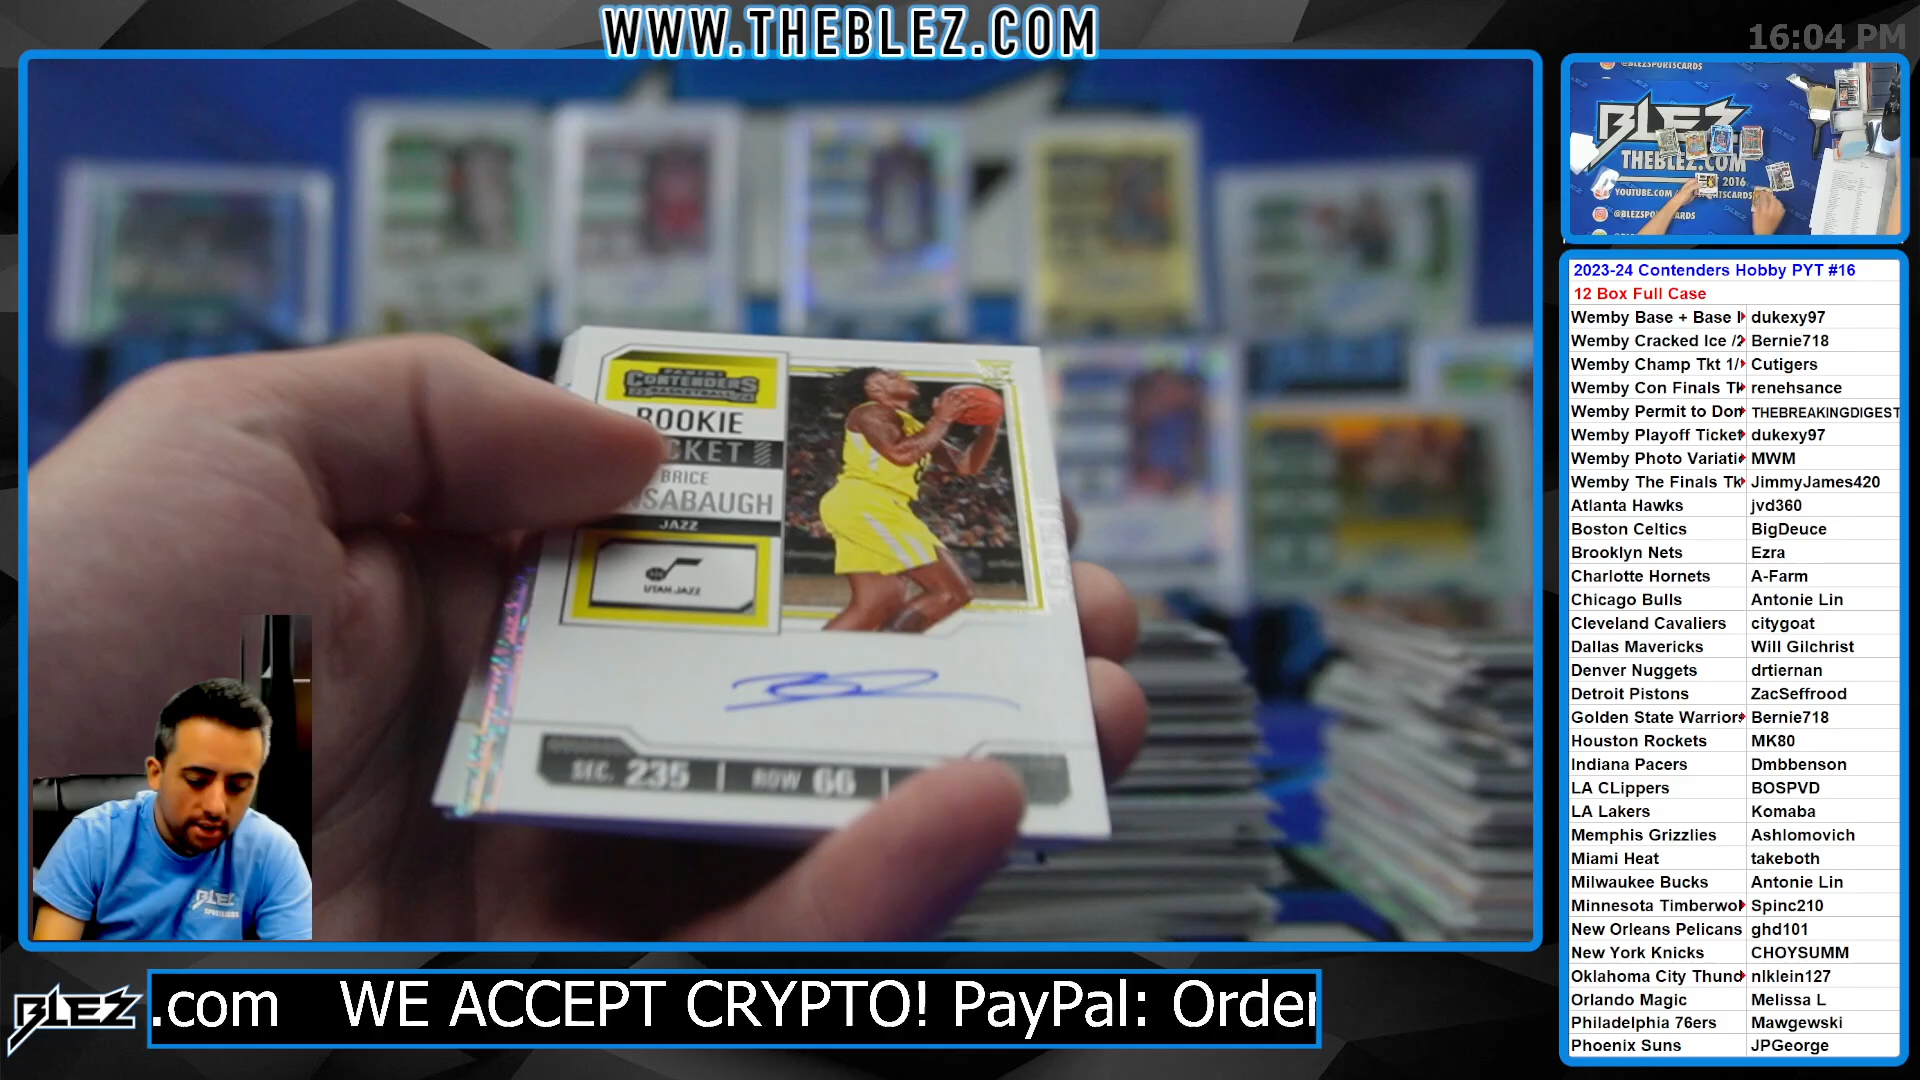 WWW.THEBLEZ.COM
16:04 PM
@BLEZSPORTSCARDS
BLEZ
THEBLEZ.COM
2016
YOUTUBE.COM
PANINI
CONTENDERS
BASKETBALL
ROOKIE
CKET
BRICE
NSABAUGH
JAZZ
UTAH JAZZ
SEC. 235 | ROW 66 |
BLEZ
SPORTSCARDS
2023-24 Contenders Hobby PYT #16
12 Box Full Case
Wemby Base + Base I dukexy97
Wemby Cracked Ice /2 Bernie718
Wemby Champ Tkt 1/ Cutigers
Wemby Con Finals Tk renehsance
Wemby Permit to Dom THEBREAKINGDIGEST
Wemby Playoff Ticket dukexy97
Wemby Photo Variati MWM
Wemby The Finals Tk JimmyJames420
Atlanta Hawks jvd360
Boston Celtics BigDeuce
Brooklyn Nets Ezra
Charlotte Hornets A-Farm
Chicago Bulls Antonie Lin
Cleveland Cavaliers citygoat
Dallas Mavericks Will Gilchrist
Denver Nuggets drtiernan
Detroit Pistons ZacSeffrood
Golden State Warriors Bernie718
Houston Rockets MK80
Indiana Pacers Dmbbenson
LA CLippers BOSPVD
LA Lakers Komaba
Memphis Grizzlies Ashlomovich
Miami Heat takeboth
Milwaukee Bucks Antonie Lin
Minnesota Timberwol Spinc210
New Orleans Pelicans ghd101
New York Knicks CHOYSUMM
Oklahoma City Thund nlklein127
Orlando Magic Melissa L
Philadelphia 76ers Mawgewski
Phoenix Suns JPGeorge
BLEZ
.com WE ACCEPT CRYPTO! PayPal: Order